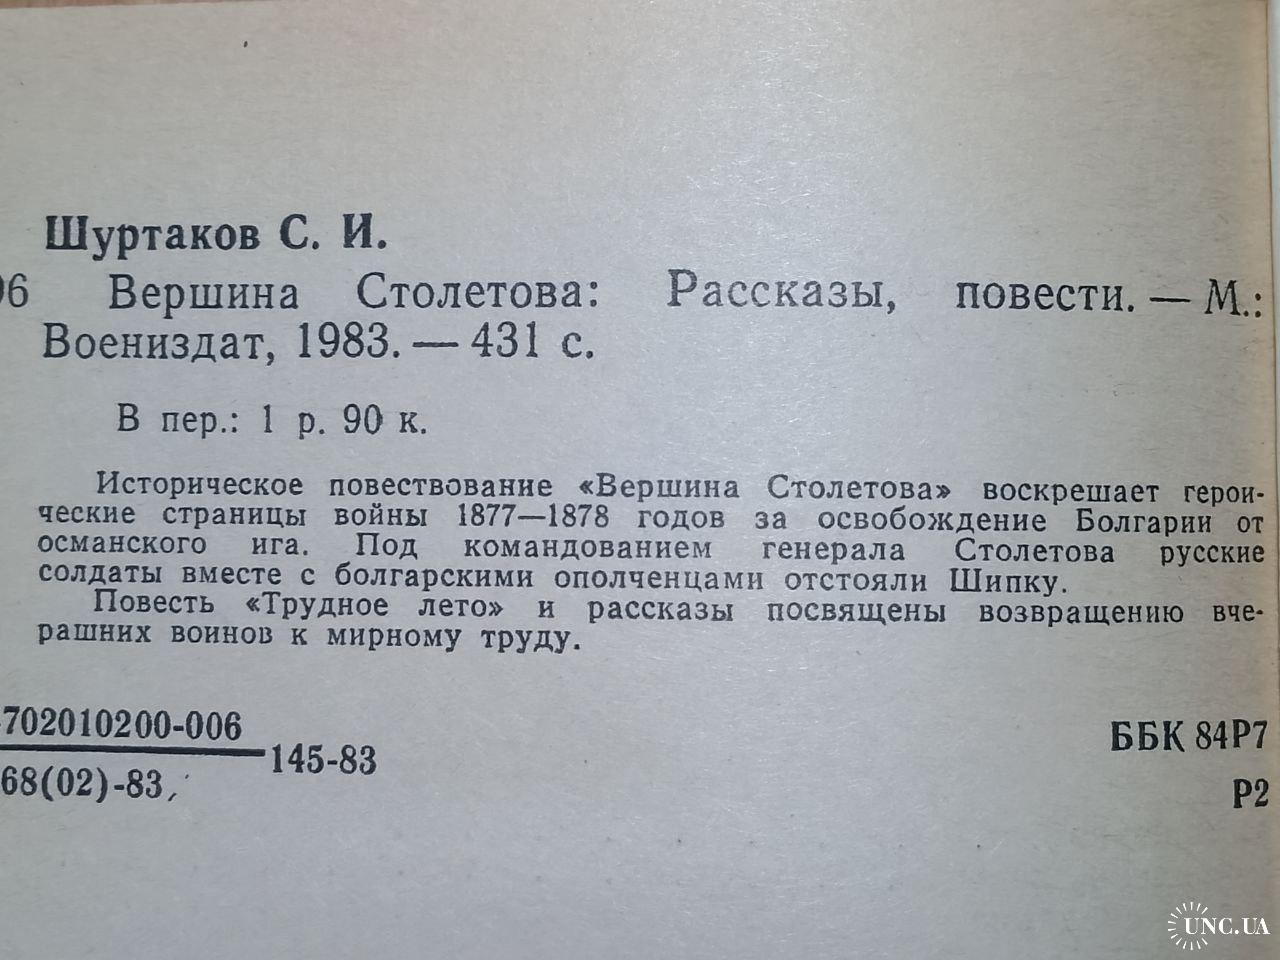 Шуртаков С. И.
96 Вершина Столетова: Рассказы, повести. — М.:
Воениздат, 1983. — 431 с.
В пер.: 1 р. 90 к.
Историческое повествование «Вершина Столетова» воскрешает герои-
ческие страницы войны 1877—1878 годов за освобождение Болгарии от
османского ига. Под командованием генерала Столетова русские
солдаты вместе с болгарскими ополченцами отстояли Шипку.
Повесть «Трудное лето» и рассказы посвящены возвращению вче-
рашних воинов к мирному труду.
702010200-006
145-83
68(02)-83
ББК 84Р7
Р2
UNC.UA